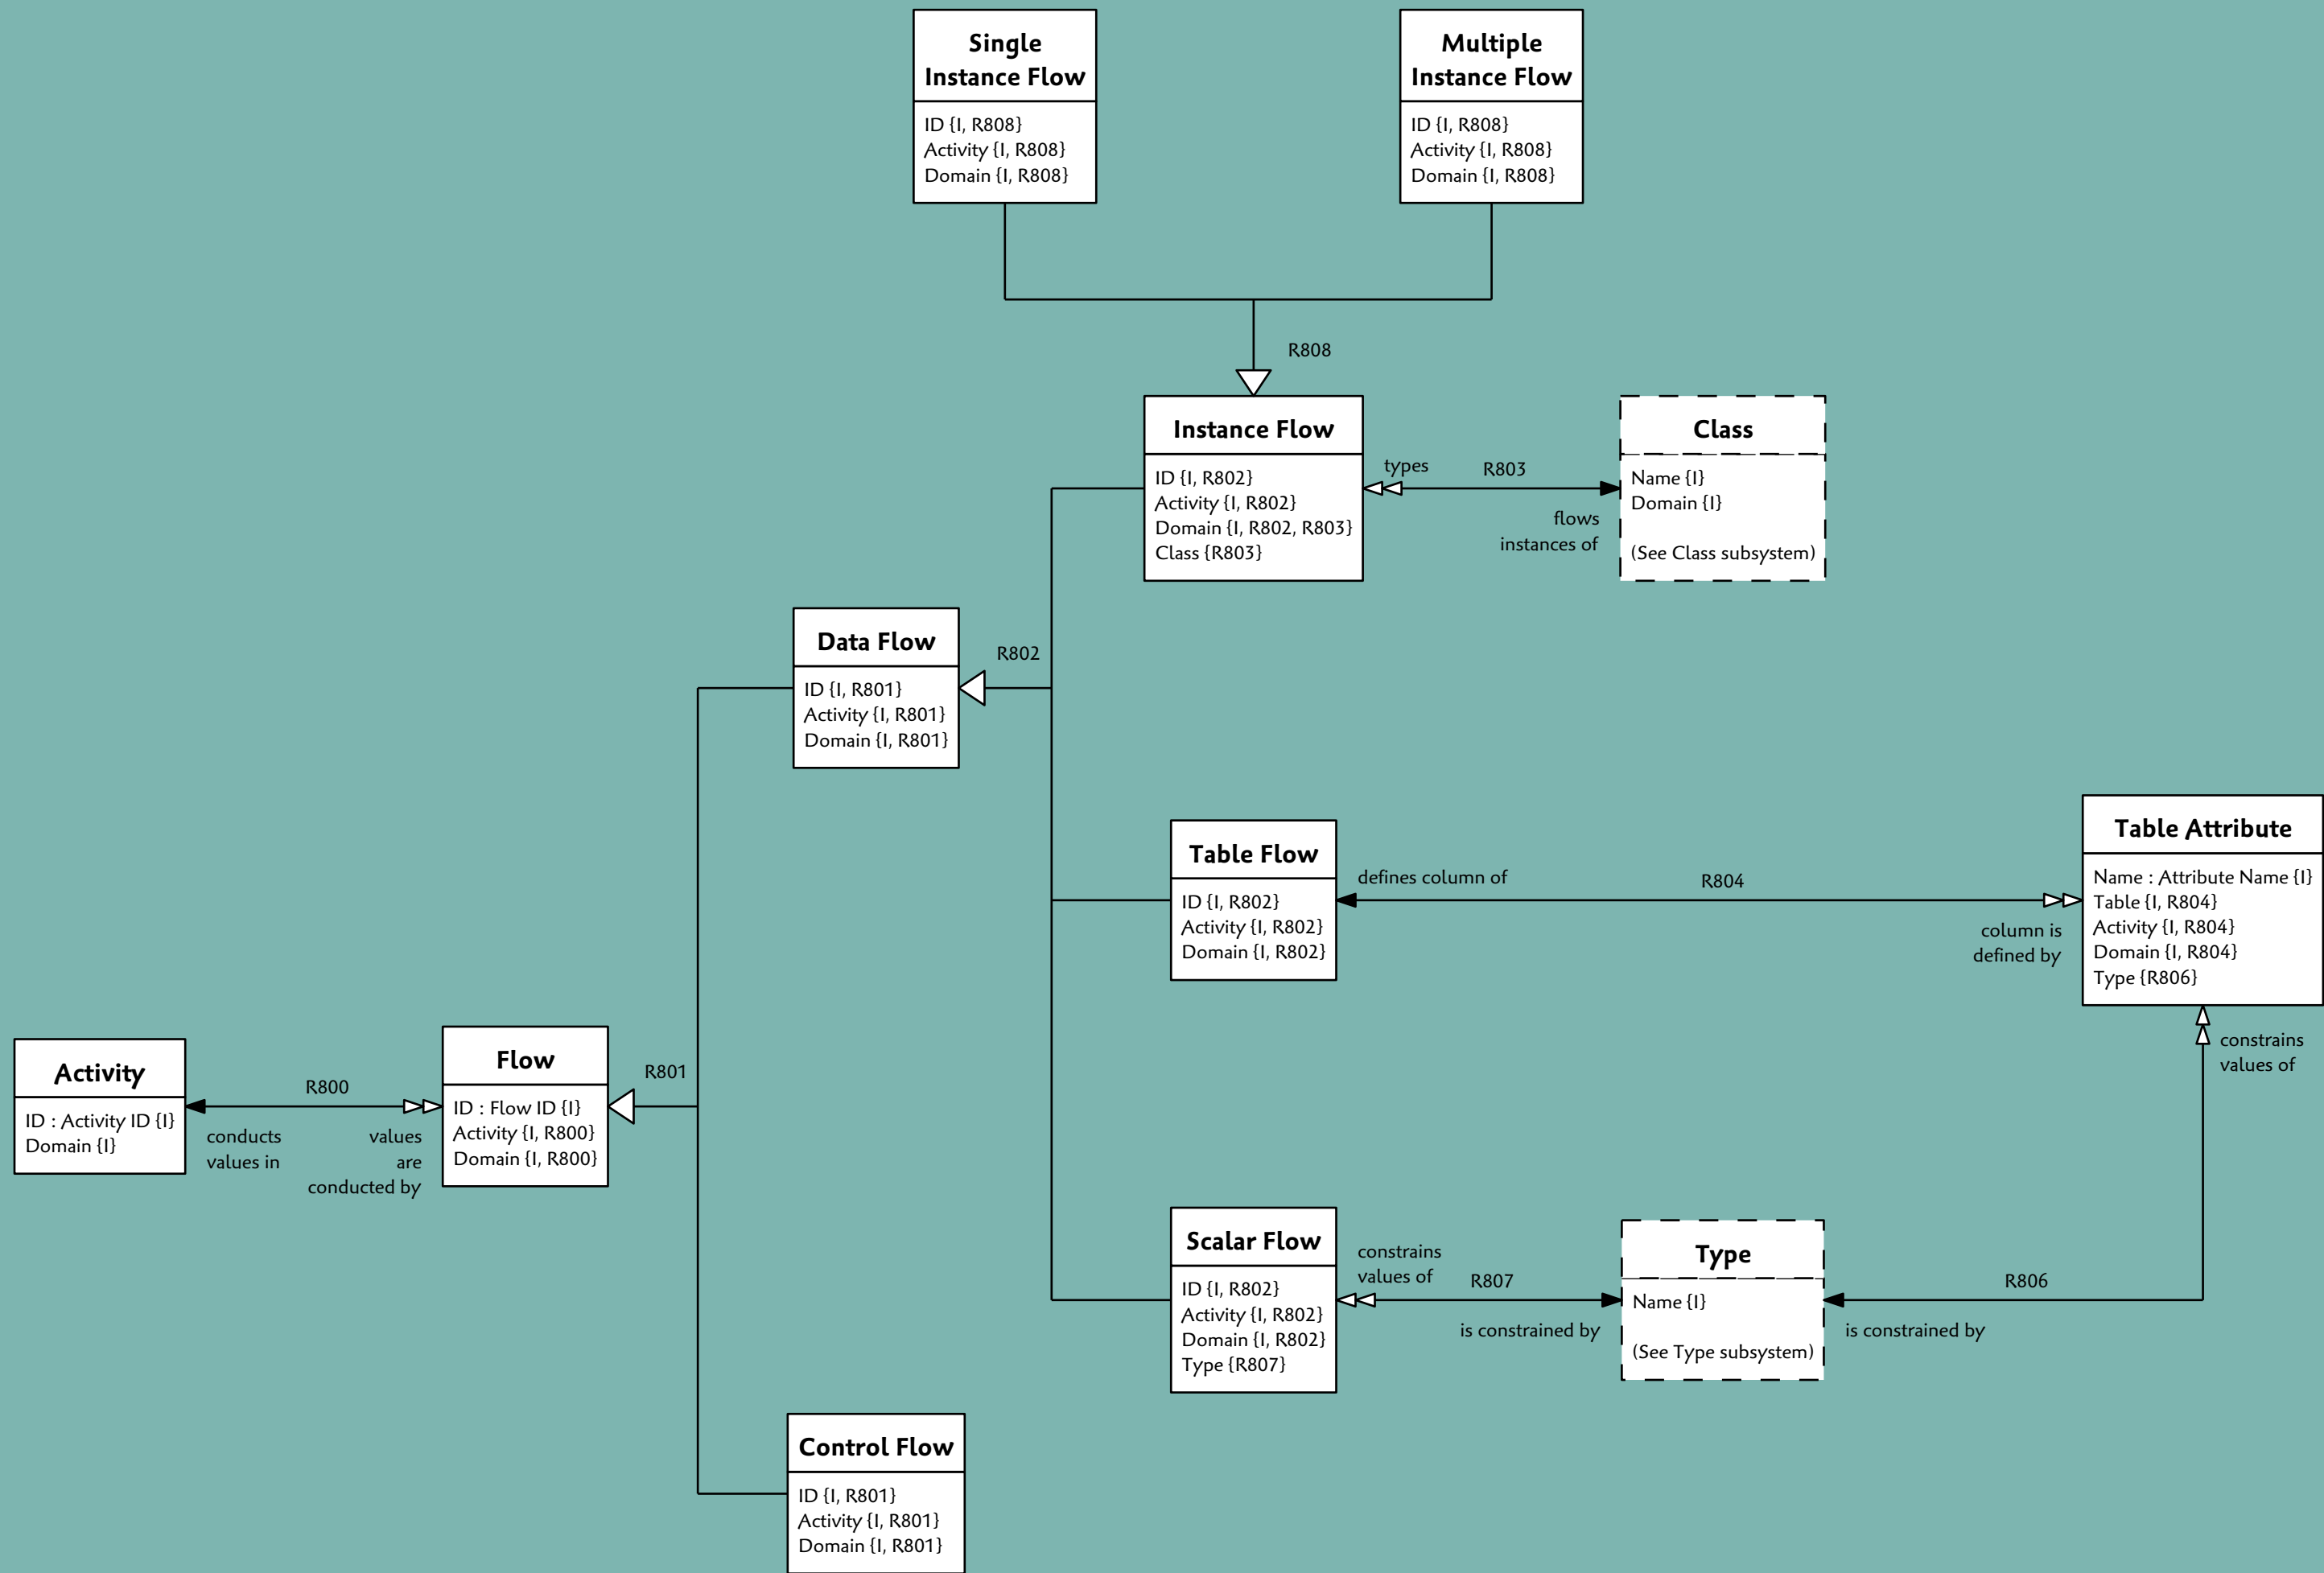 Single
Instance Flow
ID {I, R808}
Activity {I, R808}
Domain {I, R808}
Multiple
Instance Flow
ID {I, R808}
Activity {I, R808}
Domain {I, R808}
R808
Instance Flow
ID {I, R802}
Activity {I, R802}
Domain {I, R802, R803}
Class {R803}
types
R803
flows
instances of
Class
Name {I}
Domain {I}
(See Class subsystem)
Data Flow
ID {I, R801}
Activity {I, R801}
Domain {I, R801}
R802
Table Flow
ID {I, R802}
Activity {I, R802}
Domain {I, R802}
defines column of
R804
column is
defined by
Table Attribute
Name : Attribute Name {I}
Table {I, R804}
Activity {I, R804}
Domain {I, R804}
Type {R806}
constrains
values of
Activity
ID : Activity ID {I}
Domain {I}
R800
conducts
values in
values
are
conducted by
Flow
ID : Flow ID {I}
Activity {I, R800}
Domain {I, R800}
R801
Scalar Flow
ID {I, R802}
Activity {I, R802}
Domain {I, R802}
Type {R807}
constrains
values of
R807
is constrained by
Type
Name {I}
(See Type subsystem)
R806
is constrained by
Control Flow
ID {I, R801}
Activity {I, R801}
Domain {I, R801}